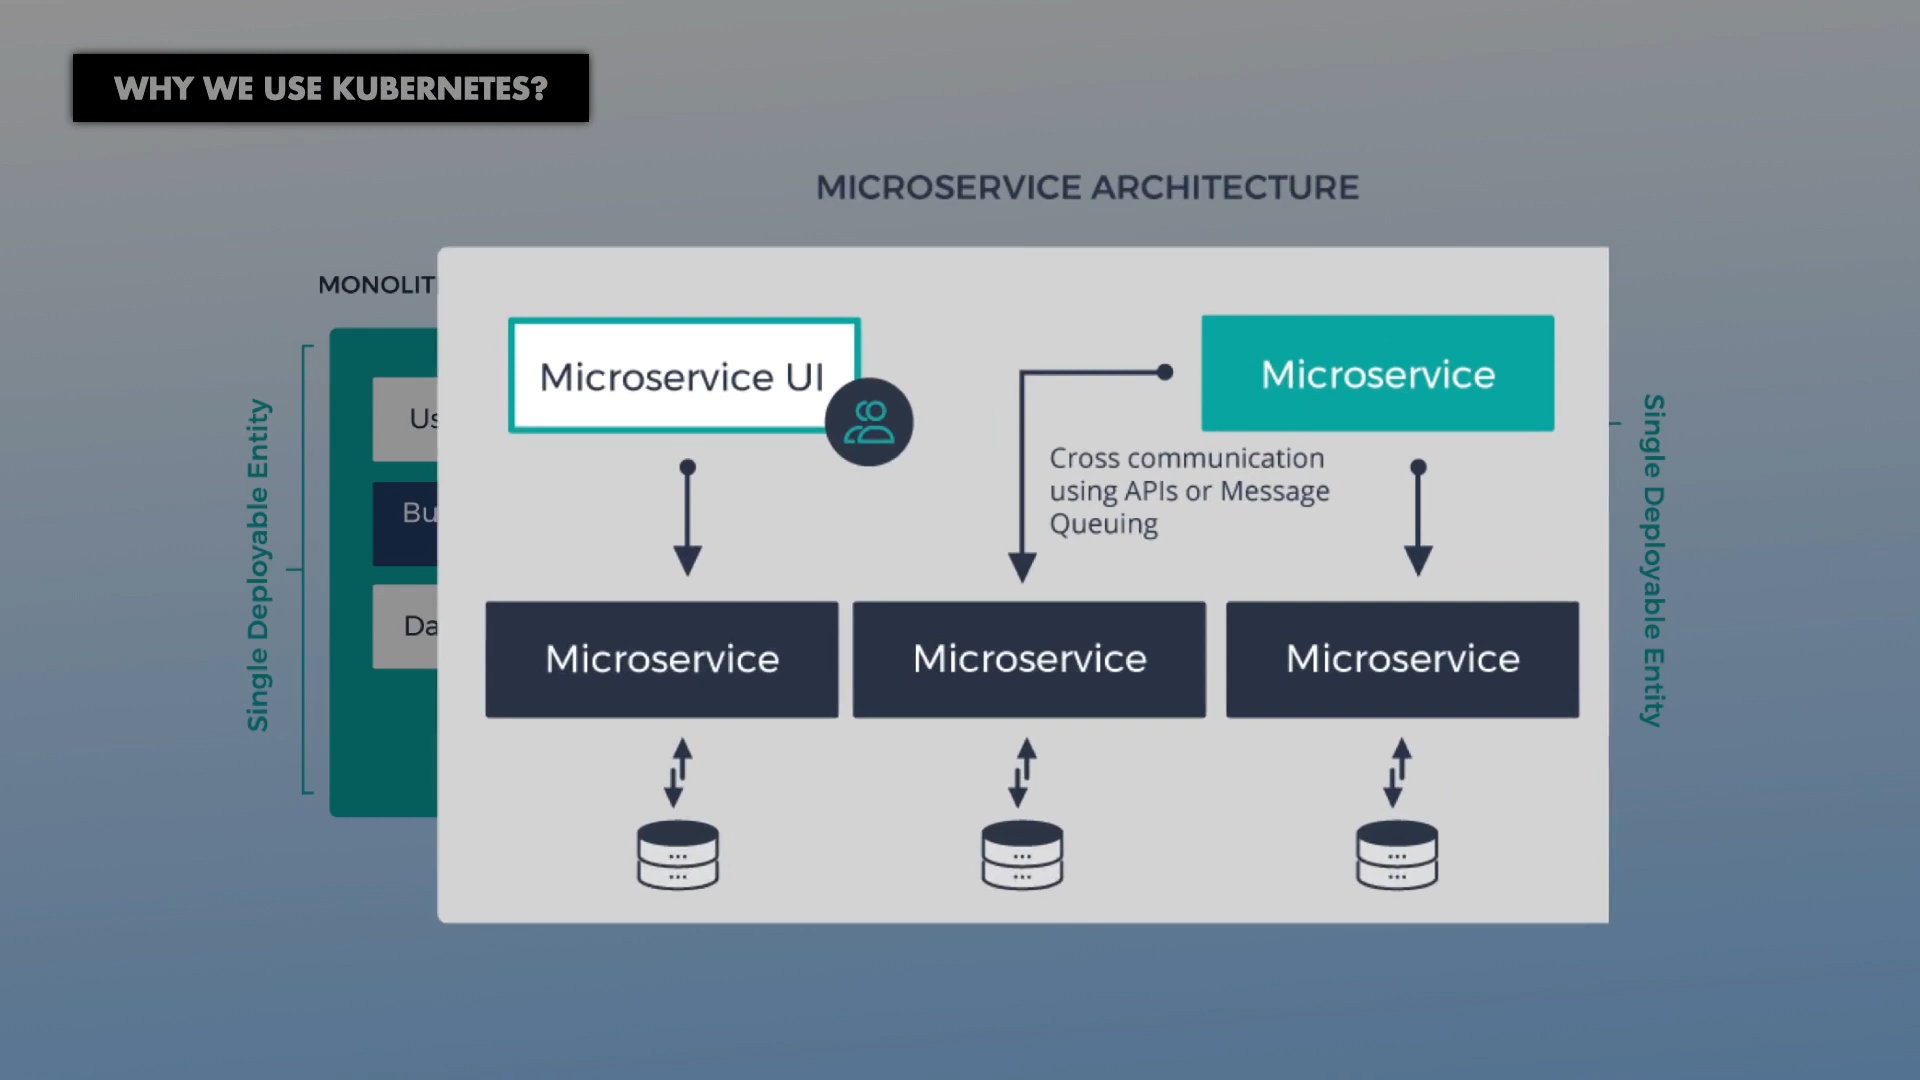 WHY WE USE KUBERNETES?
MICROSERVICE ARCHITECTURE
MONOLIT
Single Deployable Entity
Us
Bu
Da
Microservice UI
Microservice
Cross communication
using APIs or Message
Queuing
Microservice
Microservice
Microservice
Single Deployable Entity